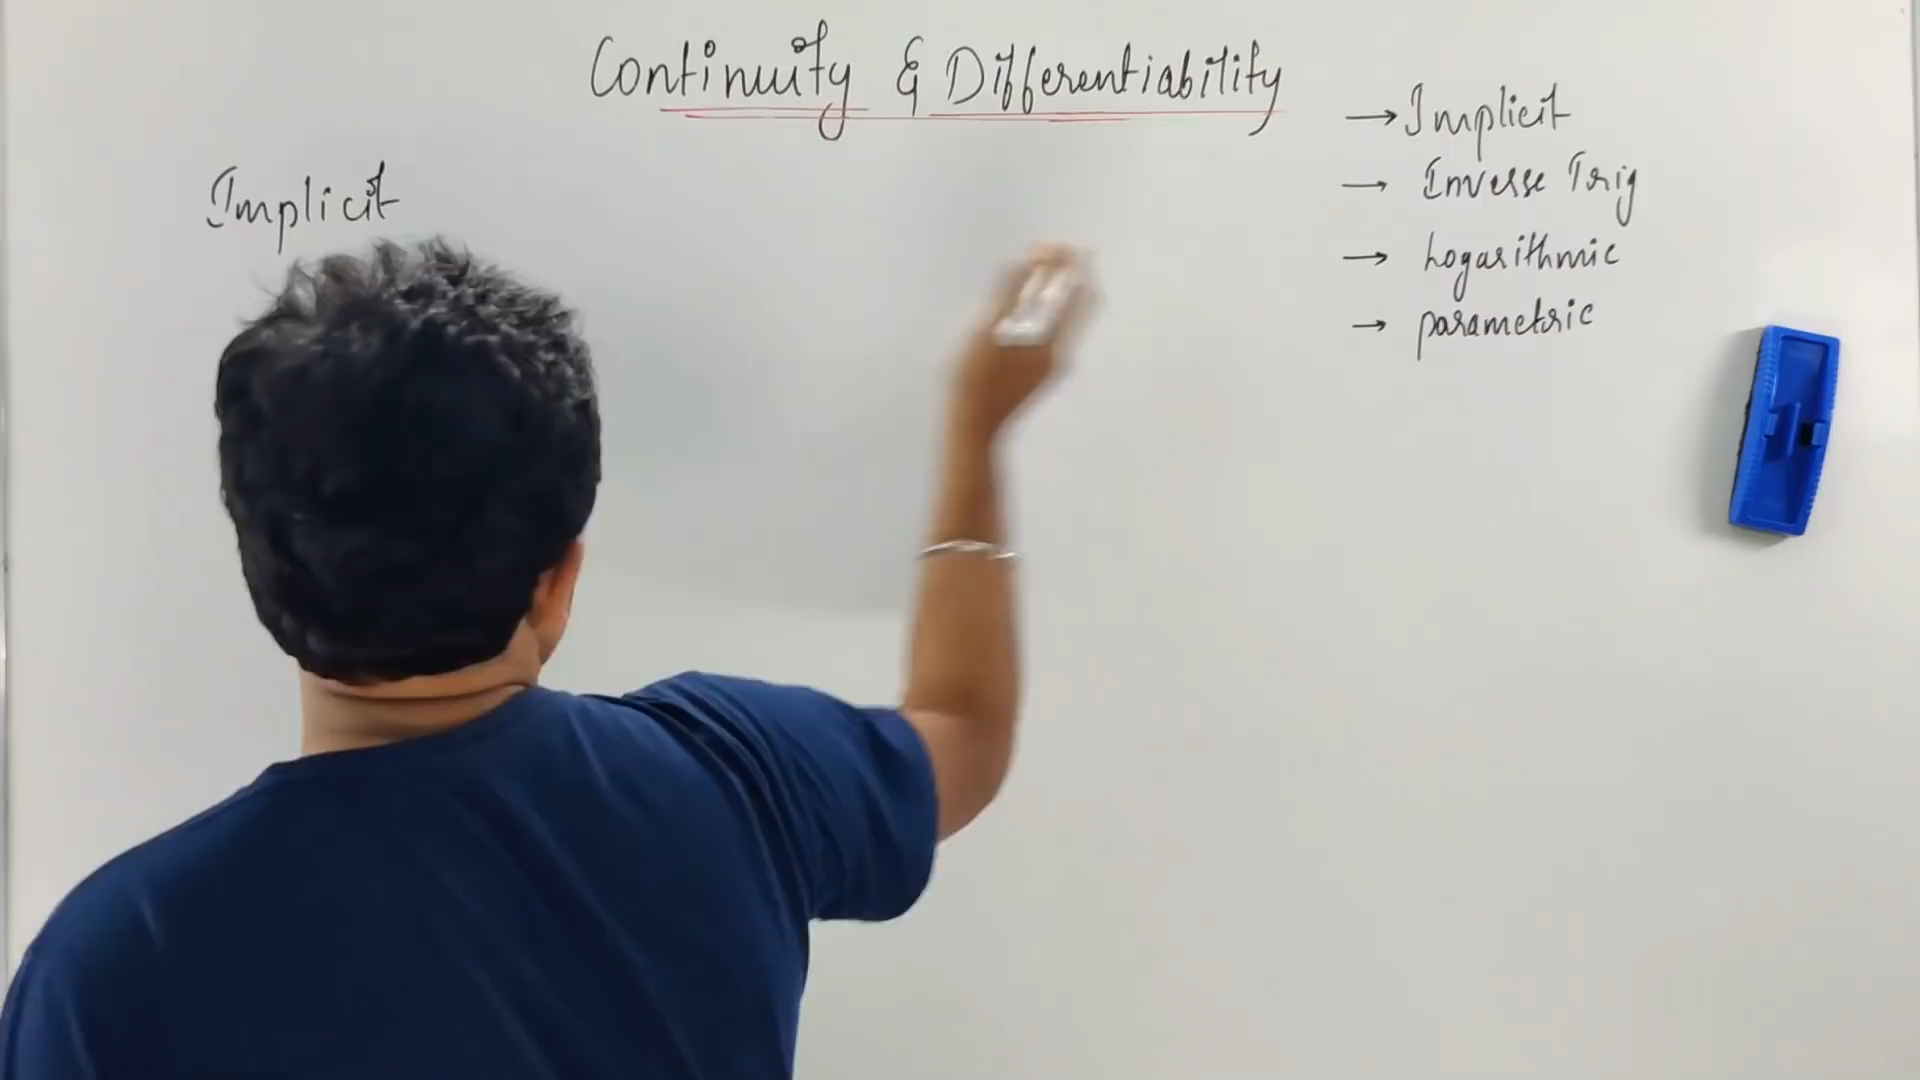 Continuity & Differentiability
→ Implicit
→ Inverse Trig
→ Logarithmic
→ parametric
Implicit